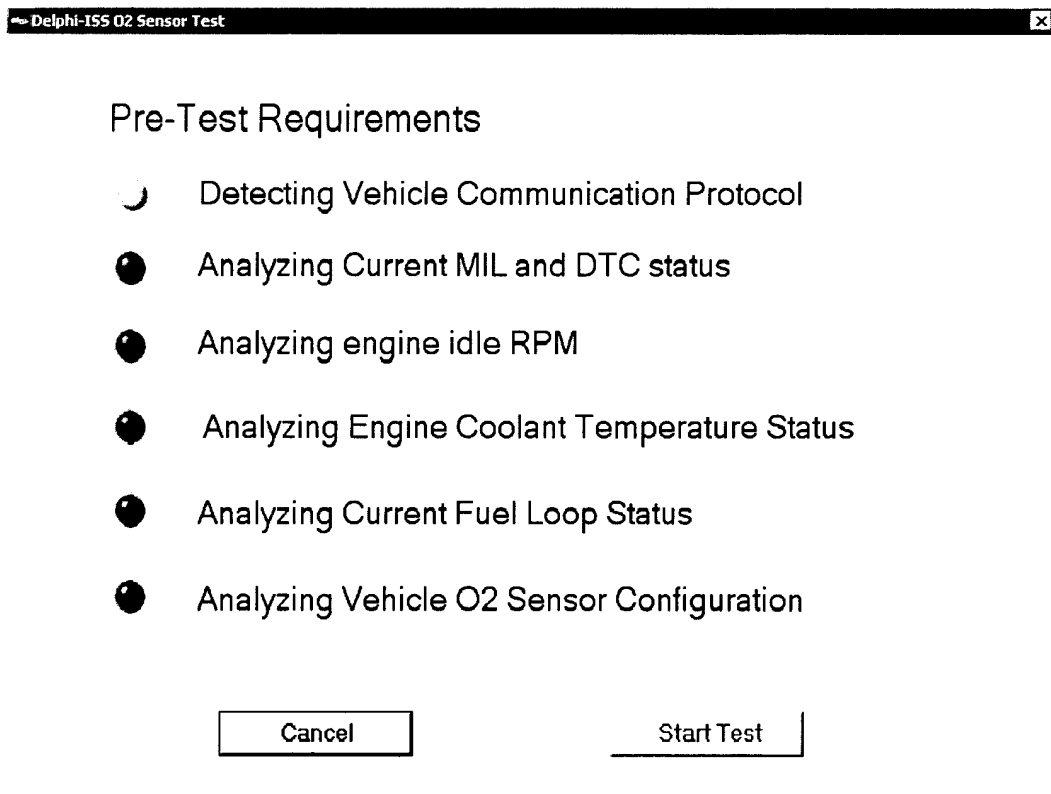 Delphi-ISS O2 Sensor Test
Pre-Test Requirements
Detecting Vehicle Communication Protocol
Analyzing Current MIL and DTC status
Analyzing engine idle RPM
Analyzing Engine Coolant Temperature Status
Analyzing Current Fuel Loop Status
Analyzing Vehicle O2 Sensor Configuration
Cancel
Start Test